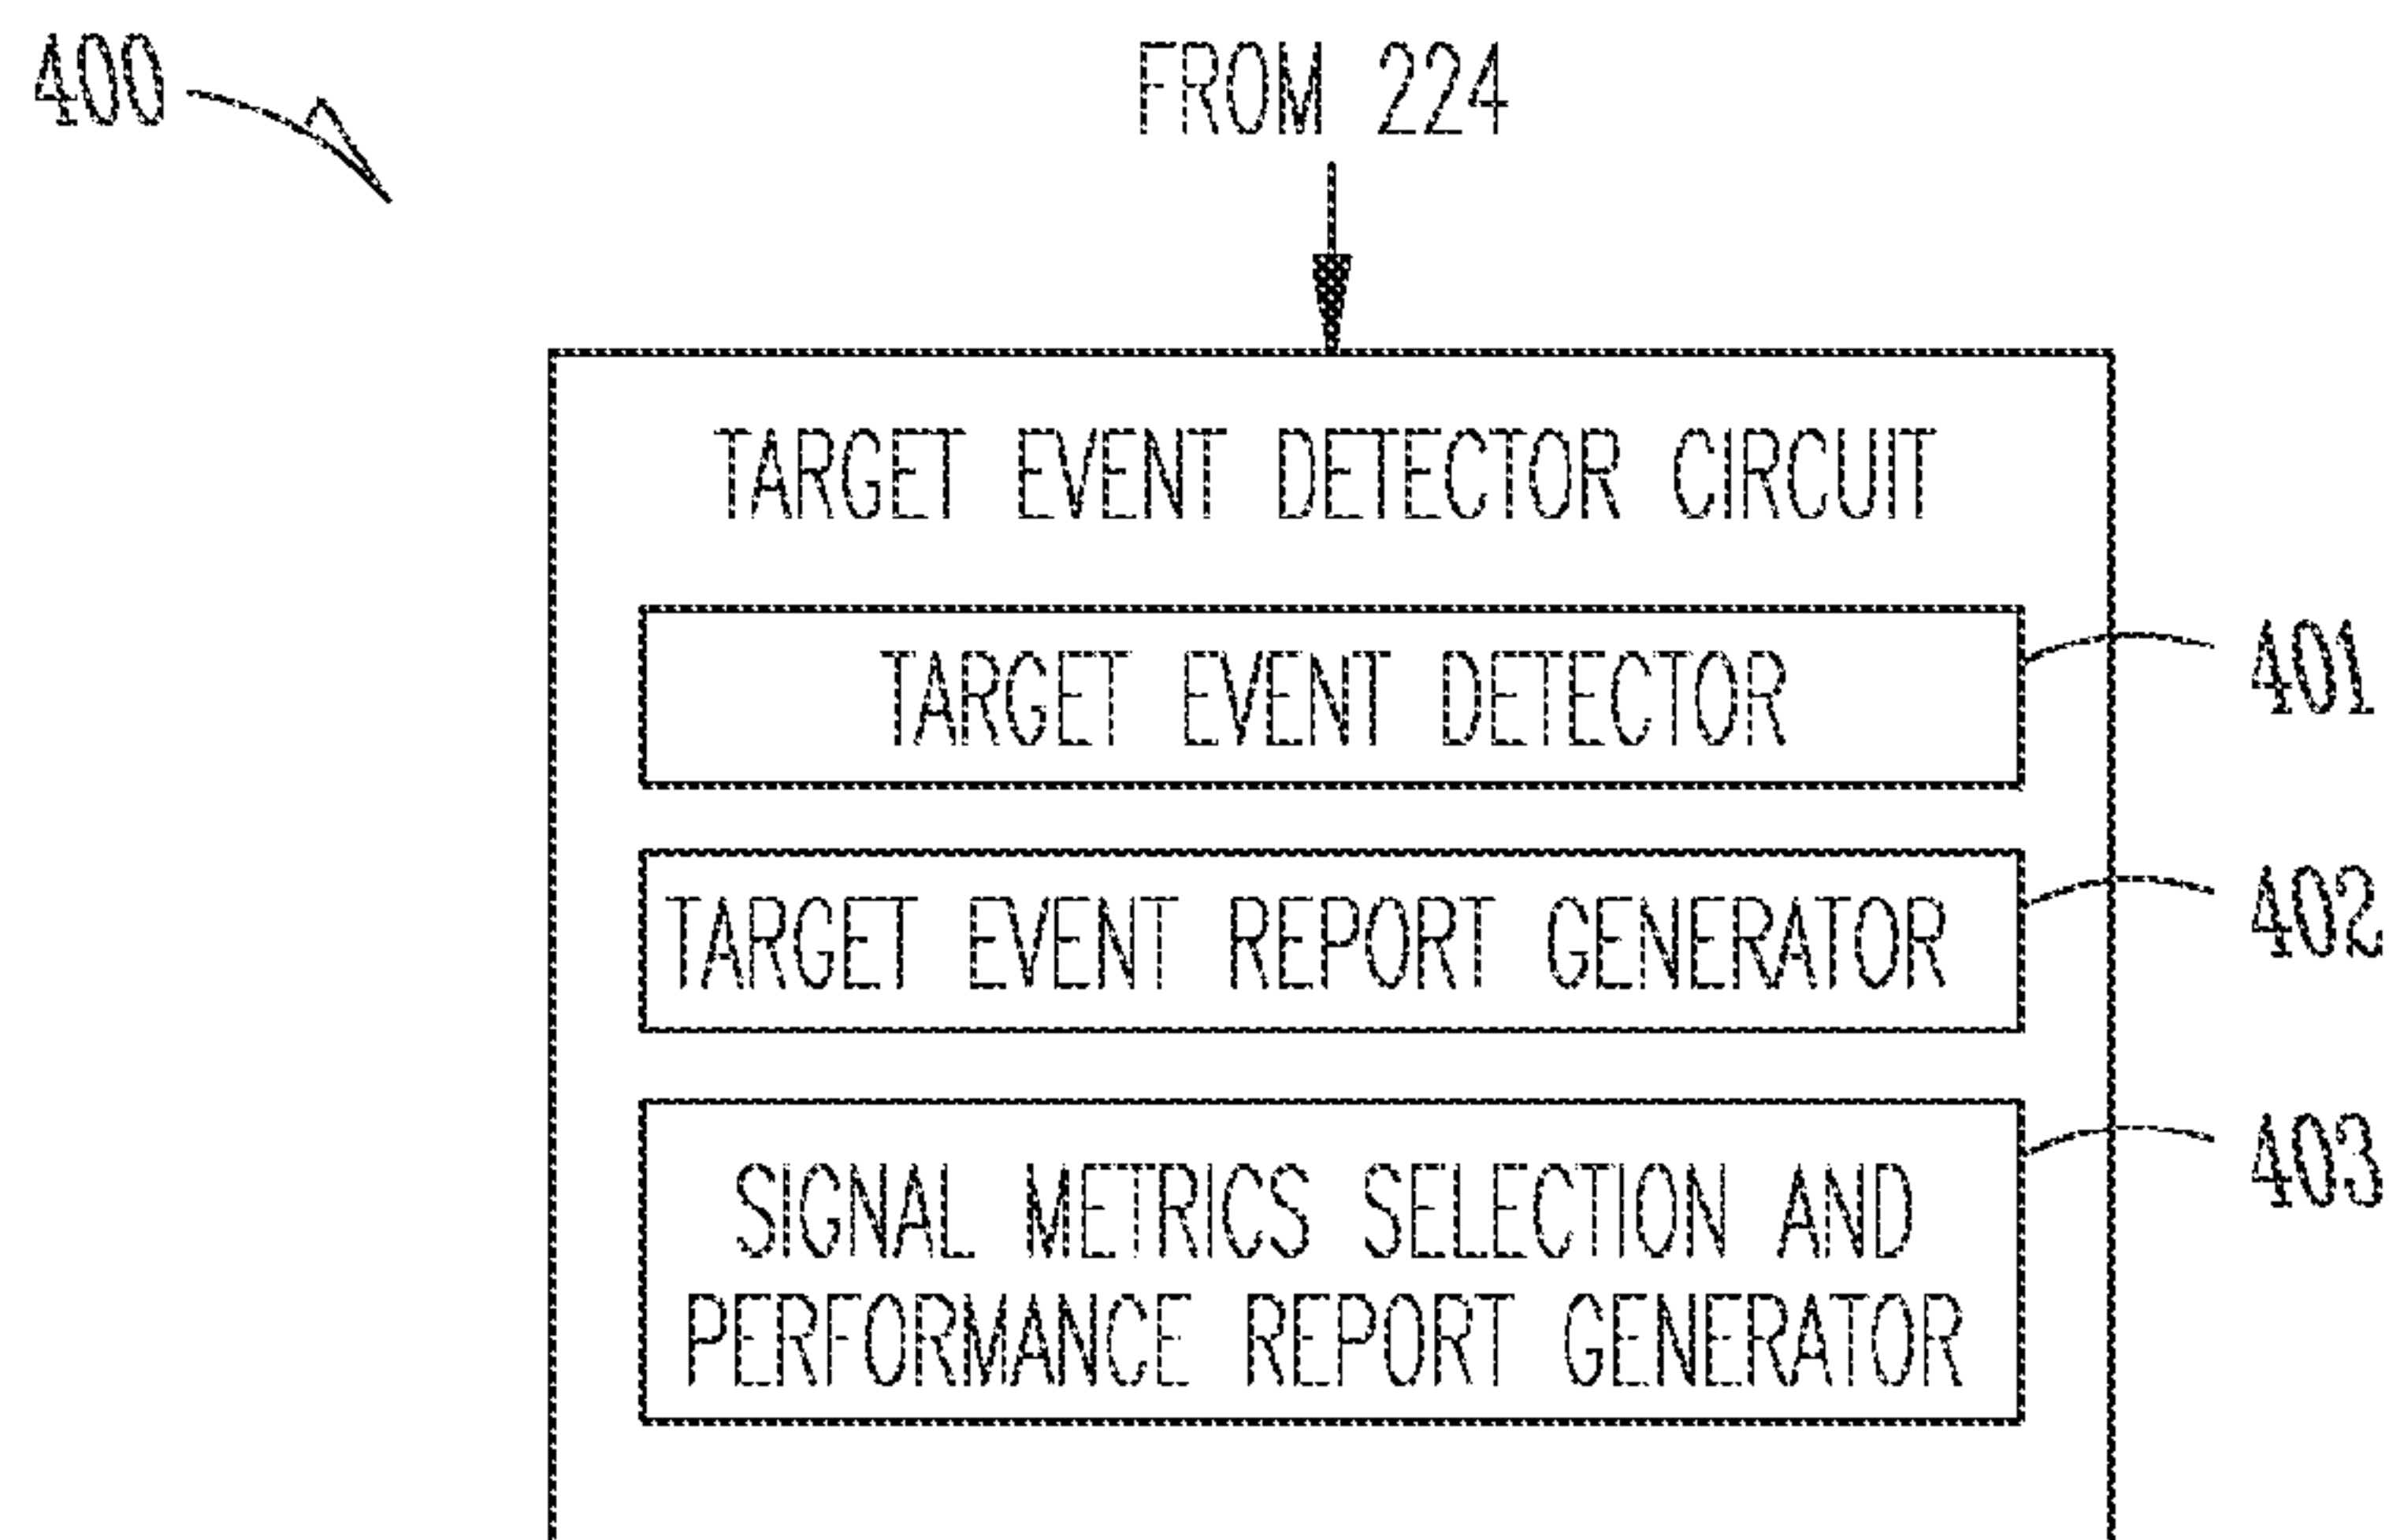 400
FROM 224
TARGET EVENT DETECTOR CIRCUIT
TARGET EVENT DETECTOR
401
TARGET EVENT REPORT GENERATOR
402
SIGNAL METRICS SELECTION AND
PERFORMANCE REPORT GENERATOR
403